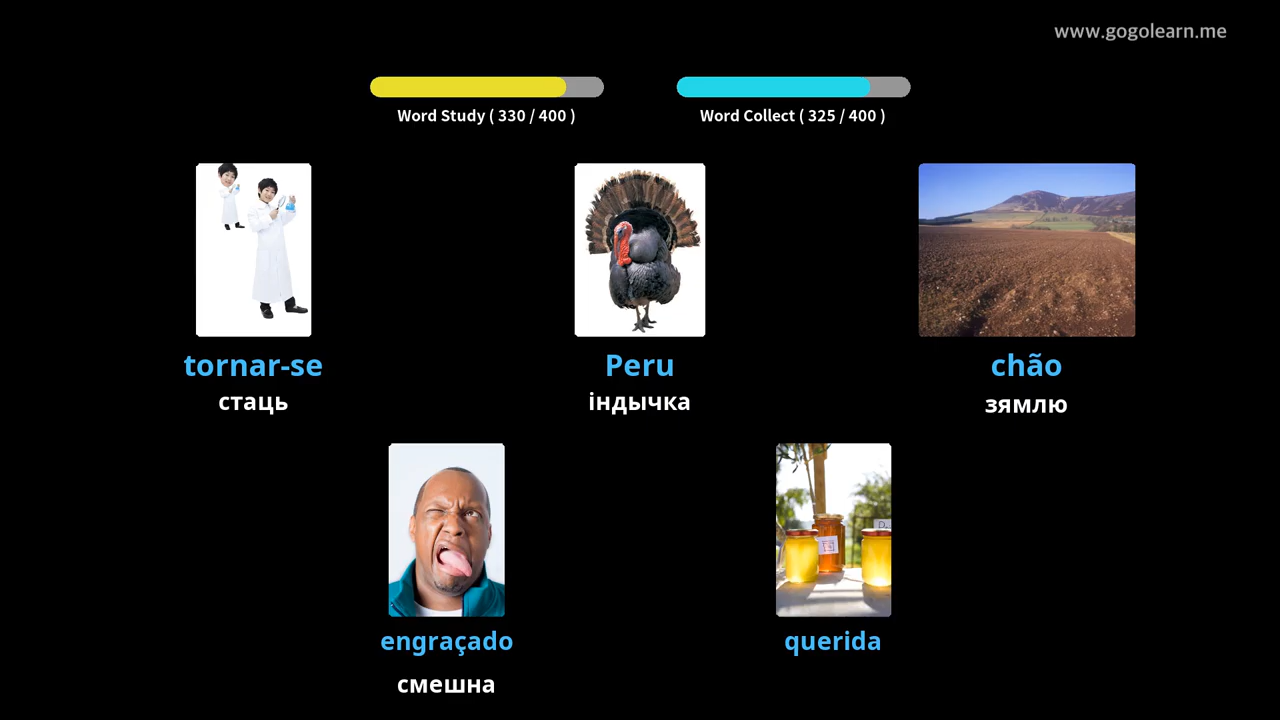 www.gogolearn.me
Word Study ( 330 / 400 )
Word Collect ( 325 / 400 )
tornar-se
стаць
Peru
індычка
chão
зямлю
engraçado
смешна
querida